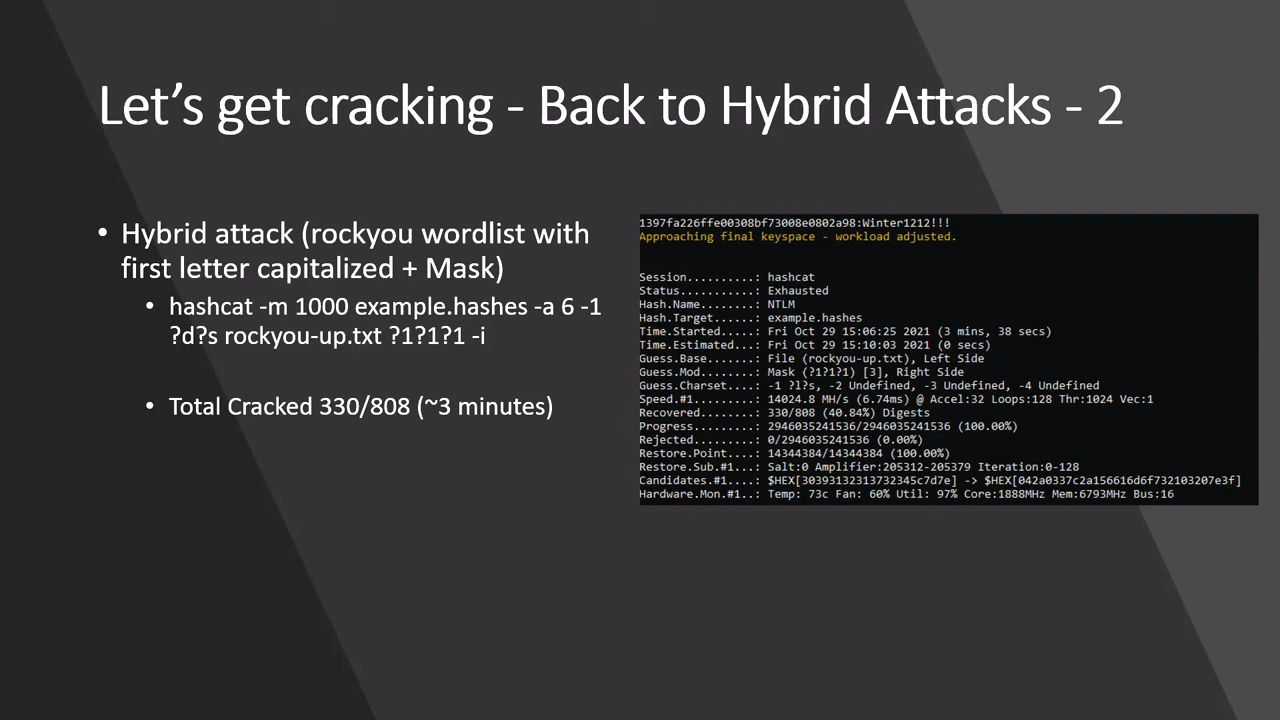 Let's get cracking - Back to Hybrid Attacks - 2
• Hybrid attack (rockyou wordlist with
first letter capitalized + Mask)
• hashcat -m 1000 example.hashes -a 6 -1
?d?s rockyou-up.txt ?1?1?1 -i
• Total Cracked 330/808 (~3 minutes)
1397fa226ffe00308bf73008e0802a98:Winter1212!!!
Approaching final keyspace - workload adjusted.
Session..........: hashcat
Status...........: Exhausted
Hash.Name........: NTLM
Hash.Target......: example.hashes
Time.Started.....: Fri Oct 29 15:06:25 2021 (3 mins, 38 secs)
Time.Estimated...: Fri Oct 29 15:10:03 2021 (0 secs)
Guess.Base.......: File (rockyou-up.txt), Left Side
Guess.Mod........: Mask (?1?1?1) [3], Right Side
Guess.Charset....: -1 ?l?s, -2 Undefined, -3 Undefined, -4 Undefined
Speed.#1.........: 14024.8 MH/s (6.74ms) @ Accel:32 Loops:128 Thr:1024 Vec:1
Recovered........: 330/808 (40.84%) Digests
Progress.........: 2946035241536/2946035241536 (100.00%)
Rejected.........: 0/2946035241536 (0.00%)
Restore.Point....: 14344384/14344384 (100.00%)
Restore.Sub.#1...: Salt:0 Amplifier:205312-205379 Iteration:0-128
Candidates.#1....: $HEX[30393132313732345c7d7e] -> $HEX[042a0337c2a156616d6f732103207e3f]
Hardware.Mon.#1..: Temp: 73c Fan: 60% Util: 97% Core:1888MHz Mem:6793MHz Bus:16